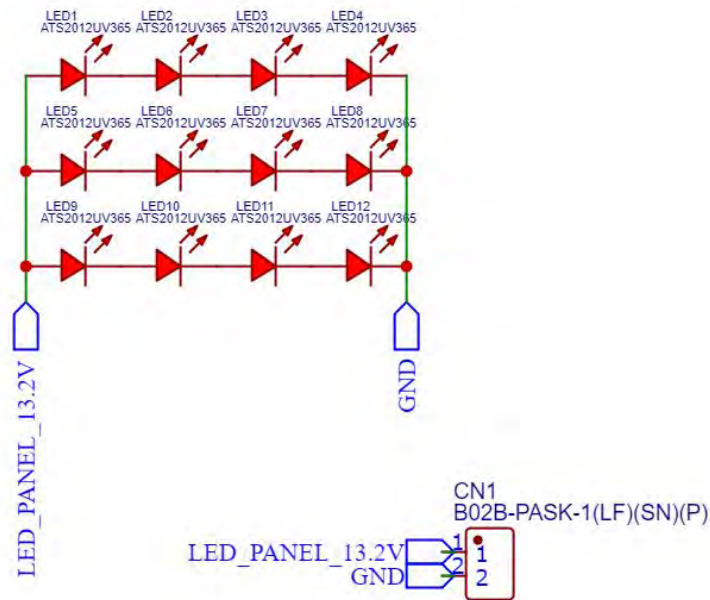 LED1 LED2 LED3 LED4
ATS2012UV365 ATS2012UV365 ATS2012UV365 ATS2012UV365
LED5 LED6 LED7 LED8
ATS2012UV365 ATS2012UV365 ATS2012UV365 ATS2012UV365
LED9 LED10 LED11 LED12
ATS2012UV365 ATS2012UV365 ATS2012UV365 ATS2012UV365
LED_PANEL_13.2V
GND
CN1
B02B-PASK-1(LF)(SN)(P)
LED_PANEL_13.2V 1 1
GND 2 2